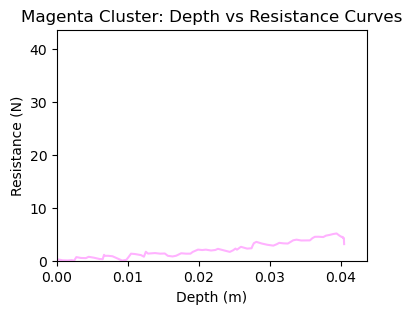 Magenta Cluster: Depth vs Resistance Curves
Resistance (N)
40
30
20
10
0
0.00 0.01 0.02 0.03 0.04
Depth (m)